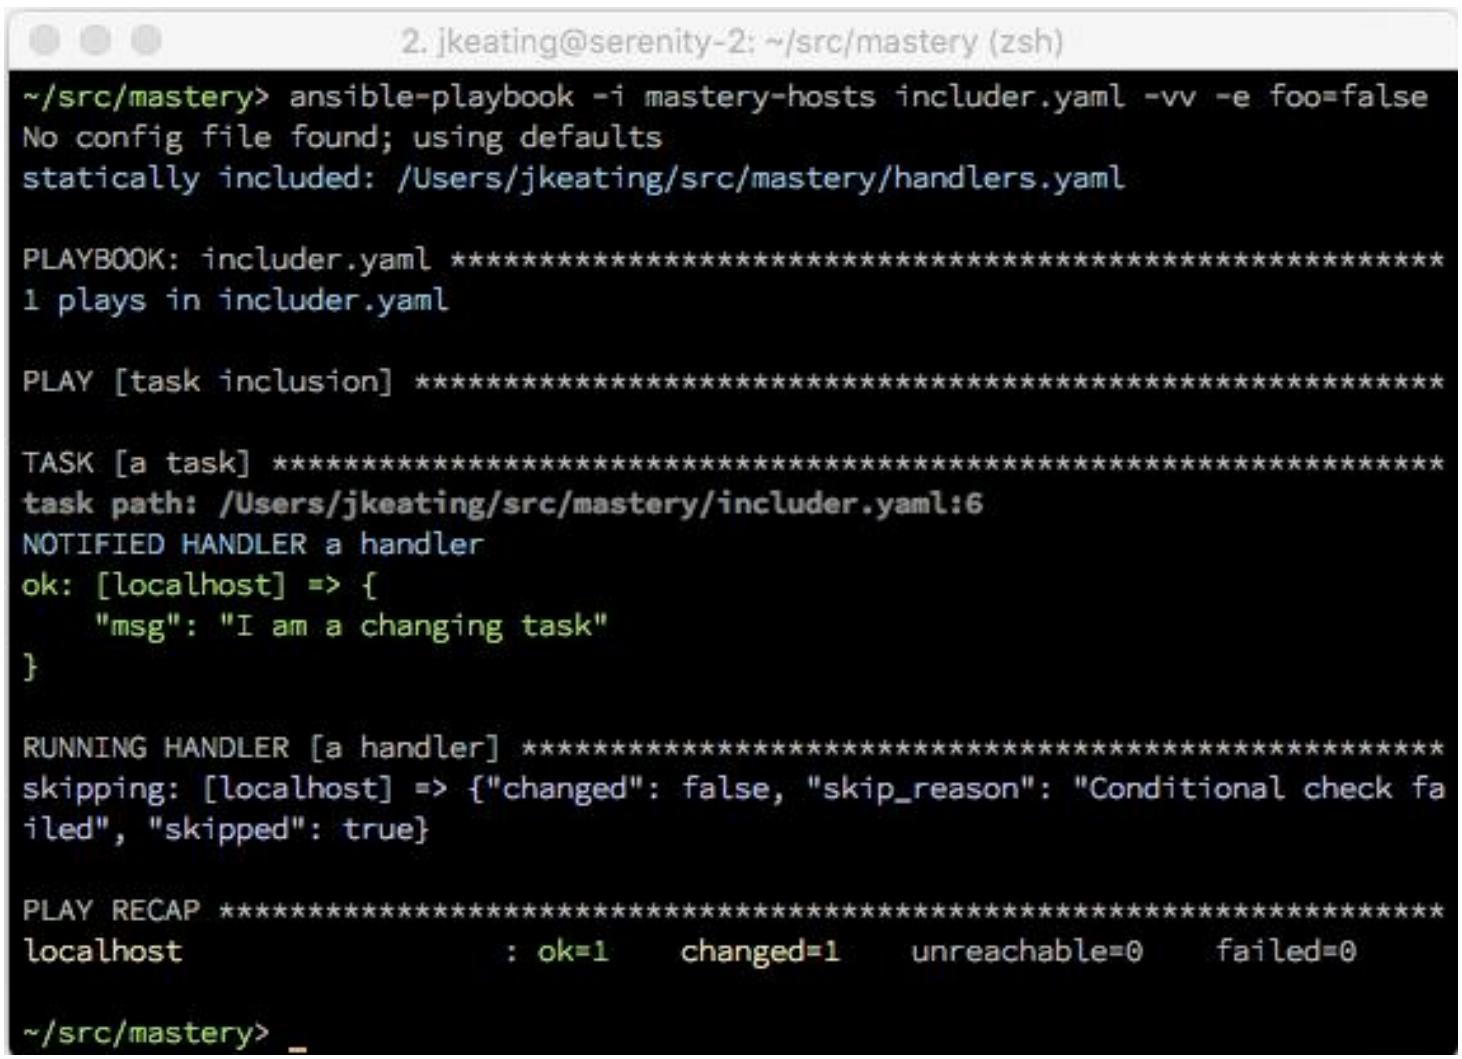 2. jkeating@serenity-2: ~/src/mastery (zsh)
~/src/mastery> ansible-playbook -i mastery-hosts includer.yaml -vv -e foo=false
No config file found; using defaults
statically included: /Users/jkeating/src/mastery/handlers.yaml
PLAYBOOK: includer.yaml ********************************************************
1 plays in includer.yaml
PLAY [task inclusion] **********************************************************
TASK [a task] ******************************************************************
task path: /Users/jkeating/src/mastery/includer.yaml:6
NOTIFIED HANDLER a handler
ok: [localhost] => {
    "msg": "I am a changing task"
}
RUNNING HANDLER [a handler] ****************************************************
skipping: [localhost] => {"changed": false, "skip_reason": "Conditional check fa
iled", "skipped": true}
PLAY RECAP *********************************************************************
localhost                  : ok=1    changed=1    unreachable=0    failed=0
~/src/mastery> _